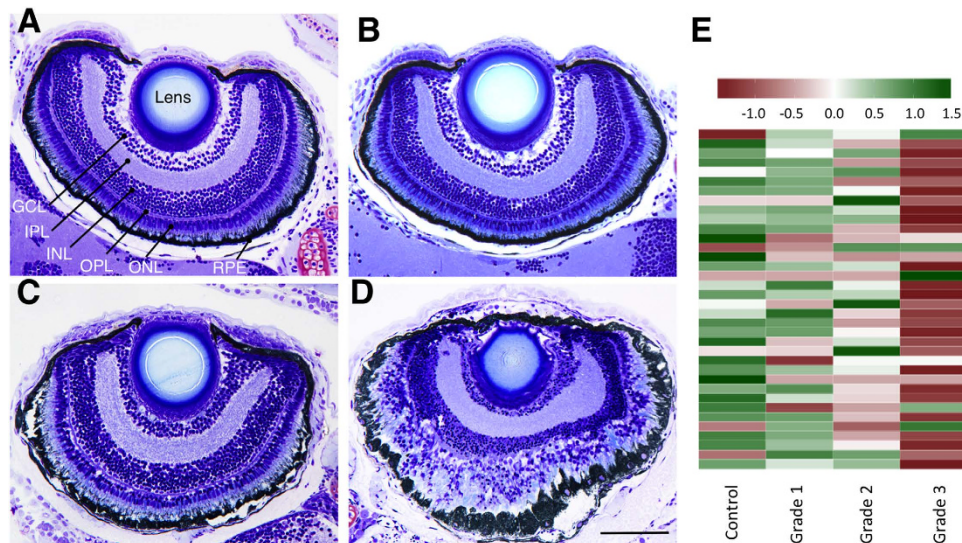 A
B
E
Lens
-1.0 -0.5 0.0 0.5 1.0 1.5
GCL
IPL
INL
OPL
ONL
RPE
C
D
Control
Grade 1
Grade 2
Grade 3